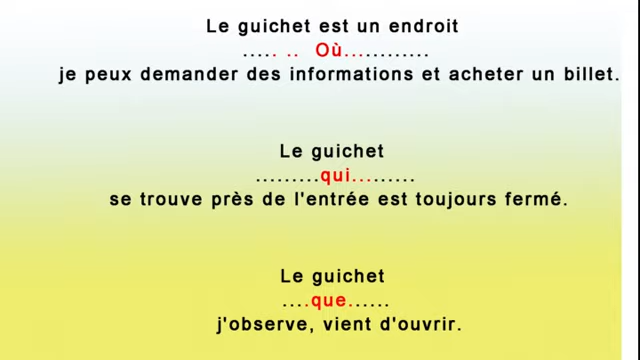 Le guichet est un endroit
..... .. Où............
je peux demander des informations et acheter un billet.
Le guichet
.........qui.........
se trouve près de l'entrée est toujours fermé.
Le guichet
....que......
j'observe, vient d'ouvrir.